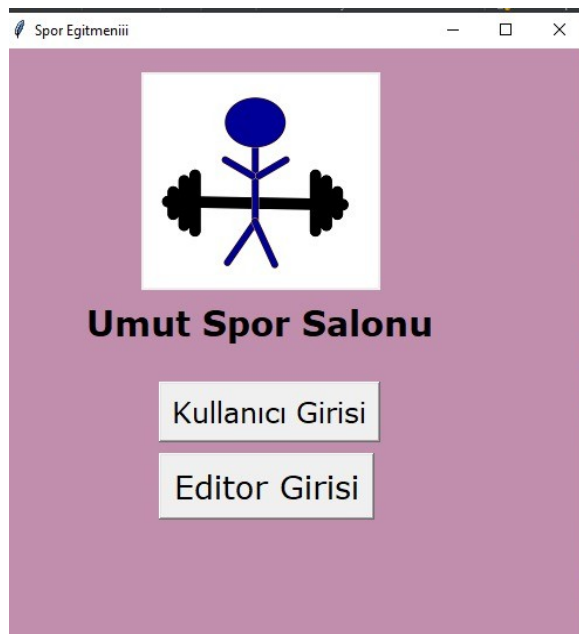 Spor Egitmeniii
Umut Spor Salonu
Kullanıcı Girisi
Editor Girisi